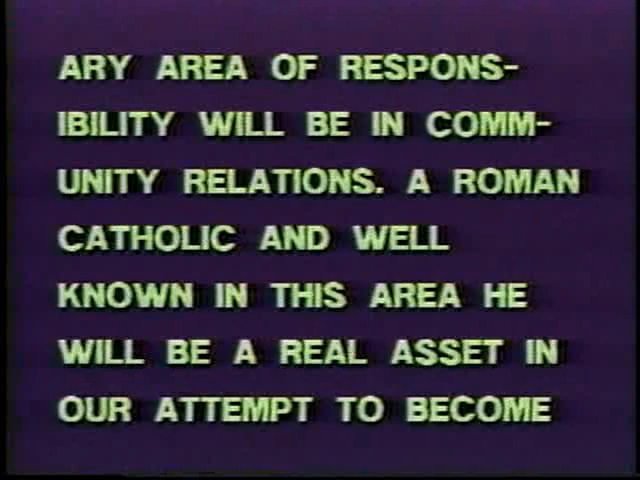 ARY AREA OF RESPONS-
IBILITY WILL BE IN COMM-
UNITY RELATIONS. A ROMAN
CATHOLIC AND WELL
KNOWN IN THIS AREA HE
WILL BE A REAL ASSET IN
OUR ATTEMPT TO BECOME